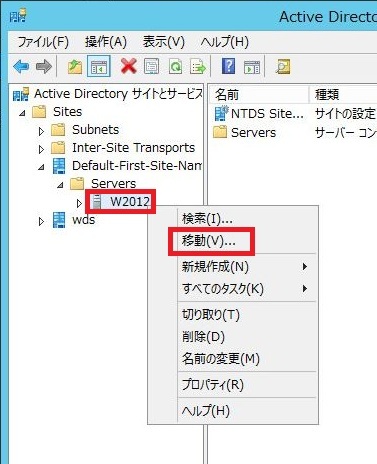 Active Directo
ファイル(F) 操作(A) 表示(V) ヘルプ(H)
Active Directory サイトとサービス
Sites
Subnets
Inter-Site Transports
Default-First-Site-Nam
Servers
W2012
wds
名前 種類
NTDS Site... サイトの設定
Servers サーバー コン
検索(I)...
移動(V)...
新規作成(N)
すべてのタスク(K)
切り取り(T)
削除(D)
名前の変更(M)
プロパティ(R)
ヘルプ(H)